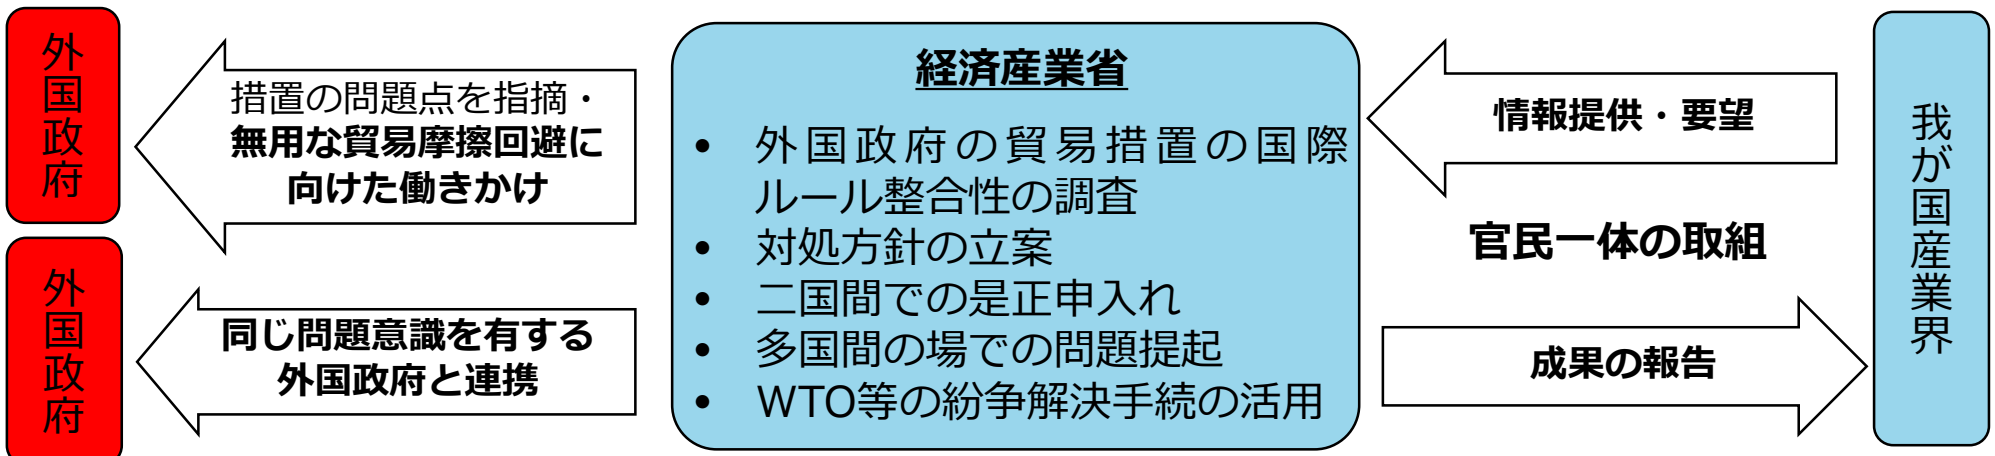 外国政府
措置の問題点を指摘・
無用な貿易摩擦回避に
向けた働きかけ
外国政府
同じ問題意識を有する
外国政府と連携
経済産業省
• 外国政府の貿易措置の国際
ルール整合性の調査
• 対処方針の立案
• 二国間での是正申入れ
• 多国間の場での問題提起
• WTO等の紛争解決手続の活用
情報提供・要望
官民一体の取組
成果の報告
我が国産業界